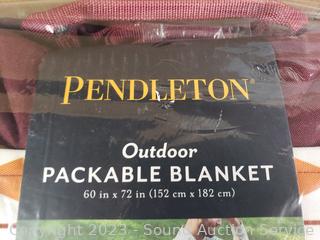 PENDLETON®
Outdoor
PACKABLE BLANKET
60 in x 72 in (152 cm x 182 cm)
Copyright 2023 - Sound Auction Service